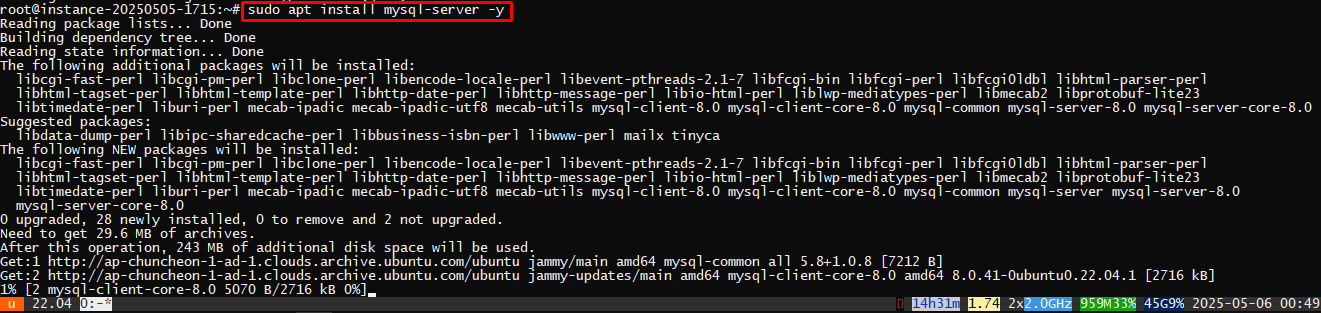 root@instance-20250505-1715:~# sudo apt install mysql-server -y
Reading package lists... Done
Building dependency tree... Done
Reading state information... Done
The following additional packages will be installed:
  libcgi-fast-perl libcgi-pm-perl libclone-perl libencode-locale-perl libevent-pthreads-2.1-7 libfcgi-bin libfcgi-perl libfcgi0ldbl libhtml-parser-perl
  libhtml-tagset-perl libhtml-template-perl libhttp-date-perl libhttp-message-perl libio-html-perl liblwp-mediatypes-perl libmecab2 libprotobuf-lite23
  libtimedate-perl liburi-perl mecab-ipadic mecab-ipadic-utf8 mecab-utils mysql-client-8.0 mysql-client-core-8.0 mysql-common mysql-server-8.0 mysql-server-core-8.0
Suggested packages:
  libdata-dump-perl libipc-sharedcache-perl libbusiness-isbn-perl libwww-perl mailx tinyca
The following NEW packages will be installed:
  libcgi-fast-perl libcgi-pm-perl libclone-perl libencode-locale-perl libevent-pthreads-2.1-7 libfcgi-bin libfcgi-perl libfcgi0ldbl libhtml-parser-perl
  libhtml-tagset-perl libhtml-template-perl libhttp-date-perl libhttp-message-perl libio-html-perl liblwp-mediatypes-perl libmecab2 libprotobuf-lite23
  libtimedate-perl liburi-perl mecab-ipadic mecab-ipadic-utf8 mecab-utils mysql-client-8.0 mysql-client-core-8.0 mysql-common mysql-server mysql-server-8.0
  mysql-server-core-8.0
0 upgraded, 28 newly installed, 0 to remove and 2 not upgraded.
Need to get 29.6 MB of archives.
After this operation, 243 MB of additional disk space will be used.
Get:1 http://ap-chuncheon-1-ad-1.clouds.archive.ubuntu.com/ubuntu jammy/main amd64 mysql-common all 5.8+1.0.8 [7212 B]
Get:2 http://ap-chuncheon-1-ad-1.clouds.archive.ubuntu.com/ubuntu jammy-updates/main amd64 mysql-client-core-8.0 amd64 8.0.41-0ubuntu0.22.04.1 [2716 kB]
1% [2 mysql-client-core-8.0 5070 B/2716 kB 0%]
u 22.04 0:-* 14h31m 1.74 2x2.0GHz 959M33% 45G9% 2025-05-06 00:49